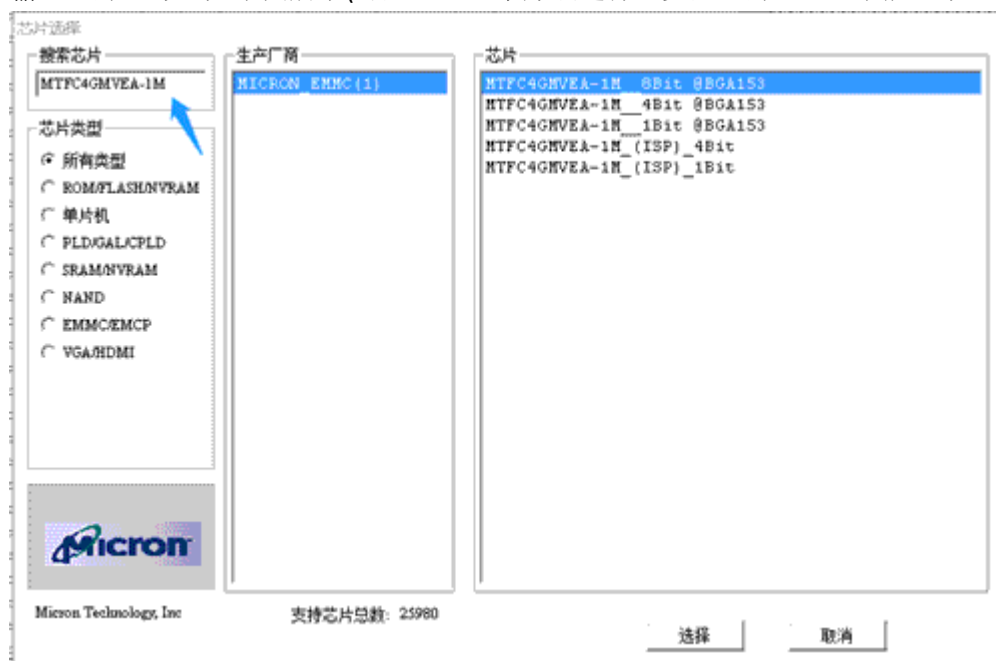 芯片选择
搜索芯片
MTFC4GMVEA-1M
芯片类型
所有类型
ROM/FLASH/NVRAM
单片机
PLD/GAL/CPLD
SRAM/NVRAM
NAND
EMMC/EMCP
VGA/HDMI
Micron
Micron Technology, Inc
生产厂商
MICRON_EMMC(1)
支持芯片总数: 25980
芯片
MTFC4GMVEA-1M__8Bit @BGA153
MTFC4GMVEA-1M__4Bit @BGA153
MTFC4GMVEA-1M__1Bit @BGA153
MTFC4GMVEA-1M_(ISP)_4Bit
MTFC4GMVEA-1M_(ISP)_1Bit
选择
取消